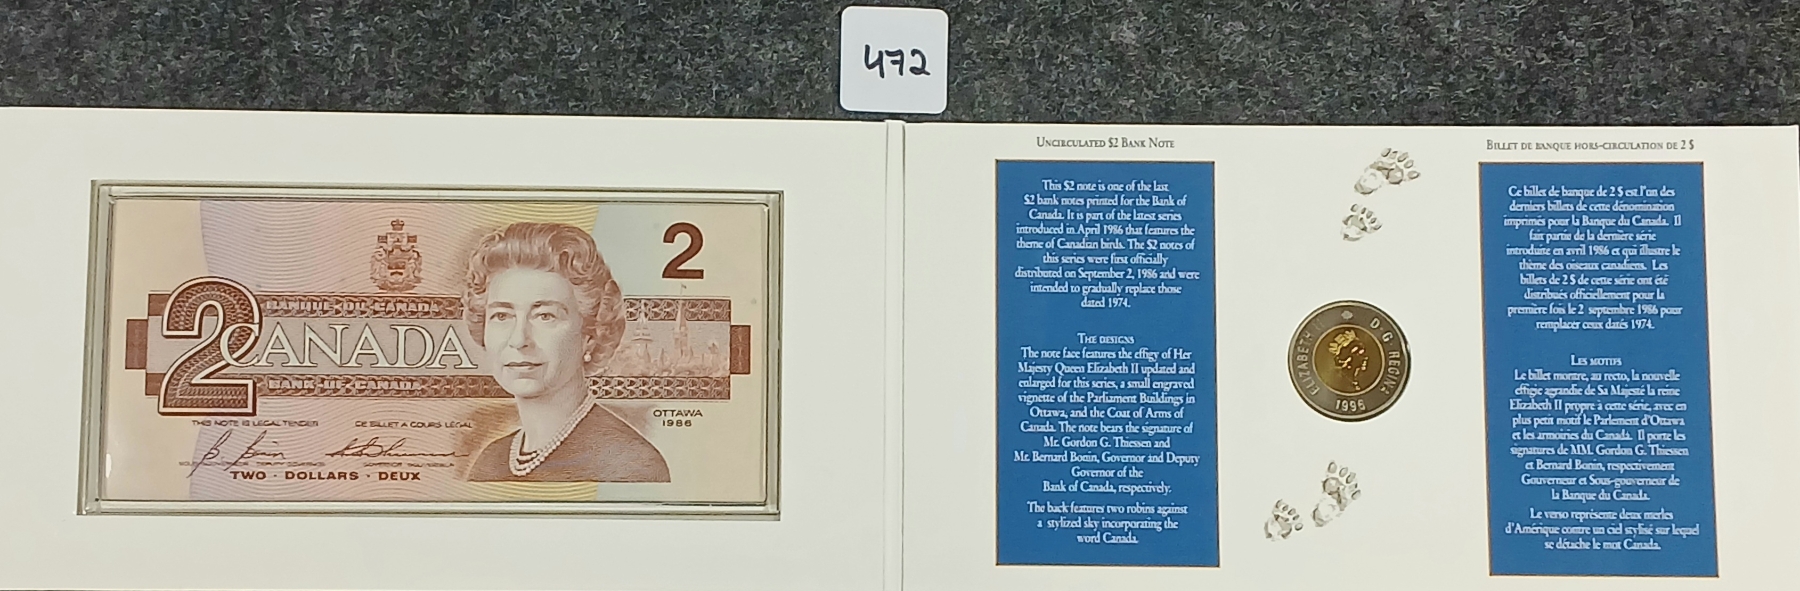 472
BANQUE·DU·CANADA
2 CANADA
BANK·OF·CANADA
2
OTTAWA
1986
THIS NOTE IS LEGAL TENDER
CE BILLET A COURS LÉGAL
TWO · DOLLARS · DEUX
UNCIRCULATED $2 BANK NOTE
This $2 note is one of the last
$2 bank notes printed for the Bank of
Canada. It is part of the latest series
introduced in April 1986 that features the
theme of Canadian birds. The $2 notes of
this series were first officially
distributed on September 2, 1986 and were
intended to gradually replace those
dated 1974.
THE DESIGNS
The note face features the effigy of Her
Majesty Queen Elizabeth II updated and
enlarged for this series, a small engraved
vignette of the Parliament Buildings in
Ottawa, and the Coat of Arms of
Canada. The note bears the signature of
Mr. Gordon G. Thiessen and
Mr. Bernard Bonin, Governor and Deputy
Governor of the
Bank of Canada, respectively.
The back features two robins against
a stylized sky incorporating the
word Canada.
ELIZABETH II D·G·REGINA
1996
BILLET DE BANQUE HORS-CIRCULATION DE 2 $
Ce billet de banque de 2 $ est l'un des
derniers billets de cette dénomination
imprimés pour la Banque du Canada. Il
fait partie de la dernière série
introduite en avril 1986 et qui illustre le
thème des oiseaux canadiens. Les
billets de 2 $ de cette série ont été
distribués officiellement pour la
première fois le 2 septembre 1986 pour
remplacer ceux datés 1974.
LES MOTIFS
Le billet montre, au recto, la nouvelle
effigie agrandie de Sa Majesté la reine
Elizabeth II propre à cette série, avec en
plus petit motif le Parlement d'Ottawa
et les armoiries du Canada. Il porte les
signatures de MM. Gordon G. Thiessen
et Bernard Bonin, respectivement
Gouverneur et Sous-gouverneur de
la Banque du Canada.
Le verso représente deux merles
d'Amérique contre un ciel stylisé sur lequel
se détache le mot Canada.